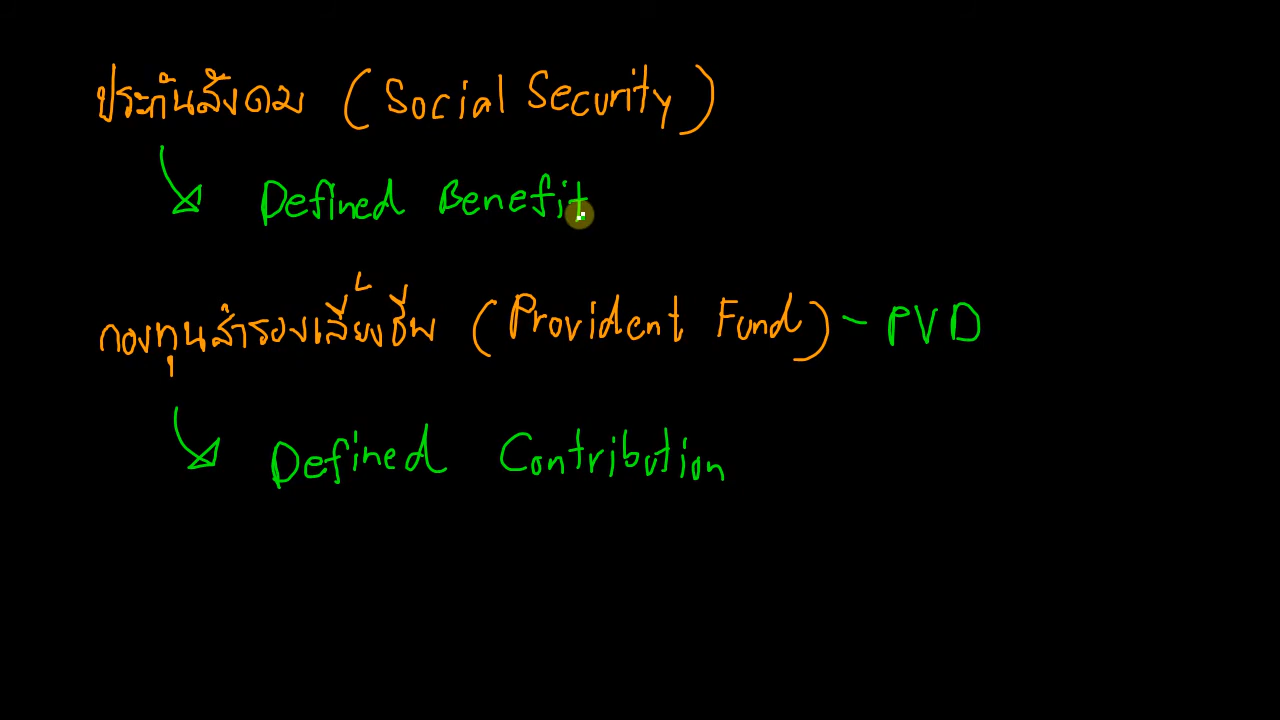 ประกันสังคม (Social Security)
Defined Benefit
กองทุนสำรองเลี้ยงชีพ (Provident Fund) - PVD
Defined Contribution